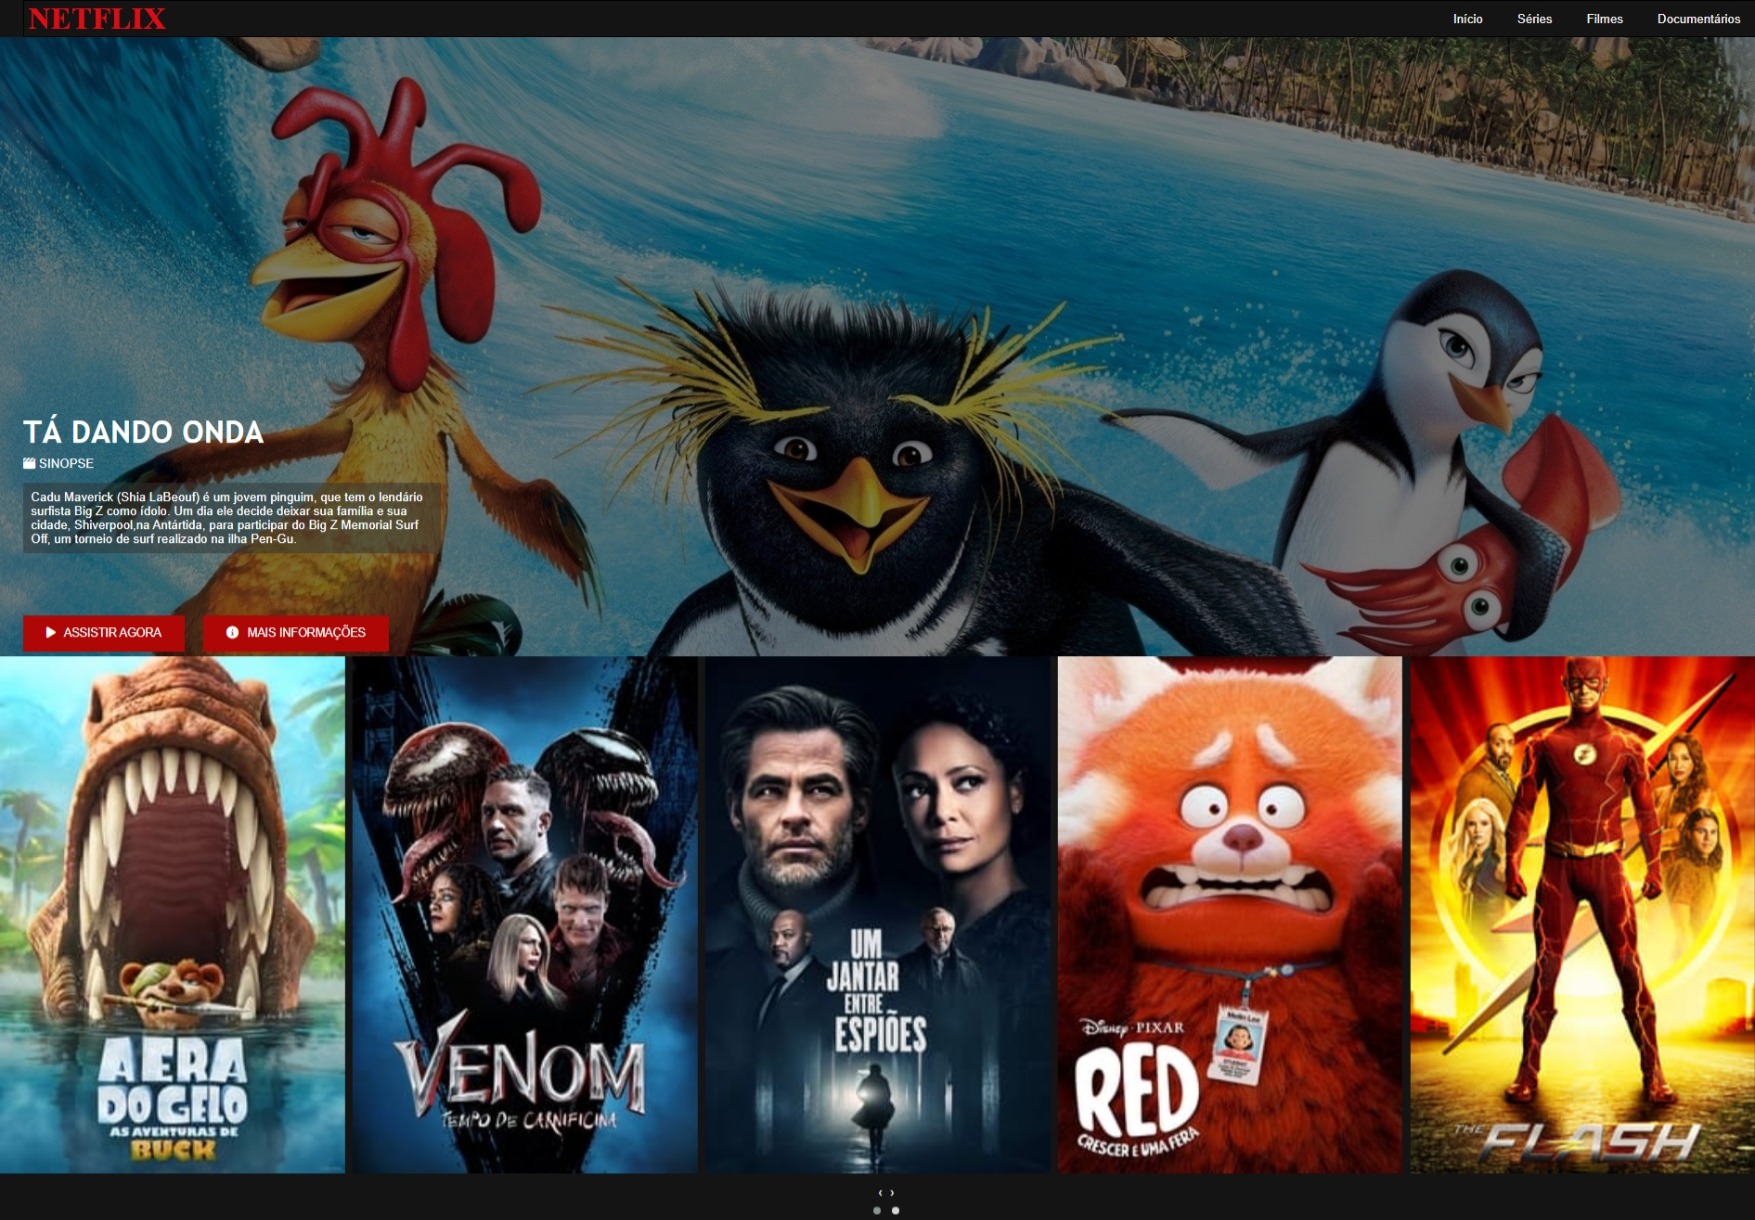 NETFLIX
Início Séries Filmes Documentários
TÁ DANDO ONDA
SINOPSE
Cadu Maverick (Shia LaBeouf) é um jovem pinguim, que tem o lendário
surfista Big Z como ídolo. Um dia ele decide deixar sua família e sua
cidade, Shiverpool,na Antártida, para participar do Big Z Memorial Surf
Off, um torneio de surf realizado na ilha Pen-Gu.
ASSISTIR AGORA
MAIS INFORMAÇÕES
A ERA
DO GELO
AS AVENTURAS DE
BUCK
VENOM
TEMPO DE CARNIFICINA
UM
JANTAR
ENTRE
ESPIÕES
Disney · PIXAR
RED
CRESCER É UMA FERA
THE
FLASH